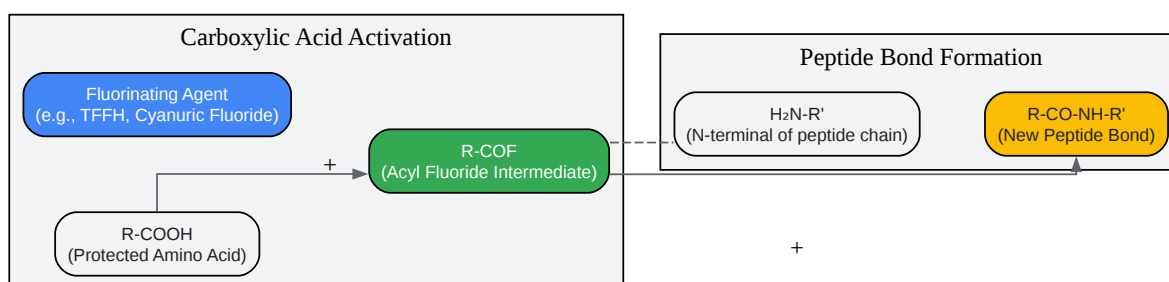 Carboxylic Acid Activation
Fluorinating Agent
(e.g., TFFH, Cyanuric Fluoride)
+
R-COF
(Acyl Fluoride Intermediate)
R-COOH
(Protected Amino Acid)
Peptide Bond Formation
H₂N-R'
(N-terminal of peptide chain)
R-CO-NH-R'
(New Peptide Bond)
+